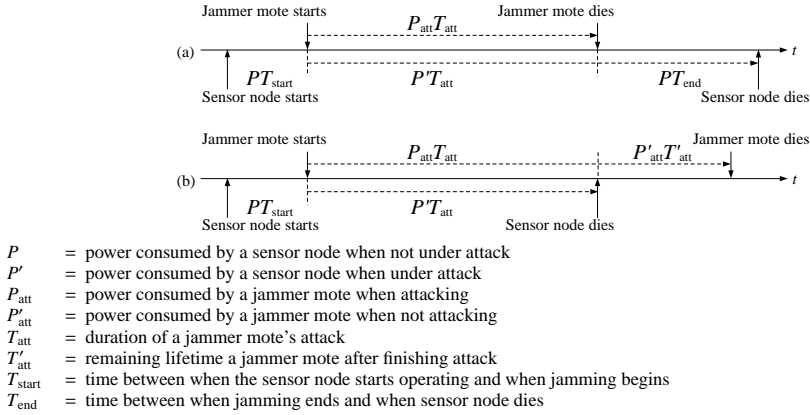 Jammer mote starts Jammer mote dies
P_att T_att
(a) t
PT_start P'T_att PT_end
Sensor node starts Sensor node dies
Jammer mote starts Jammer mote dies
P_att T_att P'_att T'_att
(b) t
PT_start P'T_att
Sensor node starts Sensor node dies
P = power consumed by a sensor node when not under attack
P' = power consumed by a sensor node when under attack
P_att = power consumed by a jammer mote when attacking
P'_att = power consumed by a jammer mote when not attacking
T_att = duration of a jammer mote's attack
T'_att = remaining lifetime a jammer mote after finishing attack
T_start = time between when the sensor node starts operating and when jamming begins
T_end = time between when jamming ends and when sensor node dies